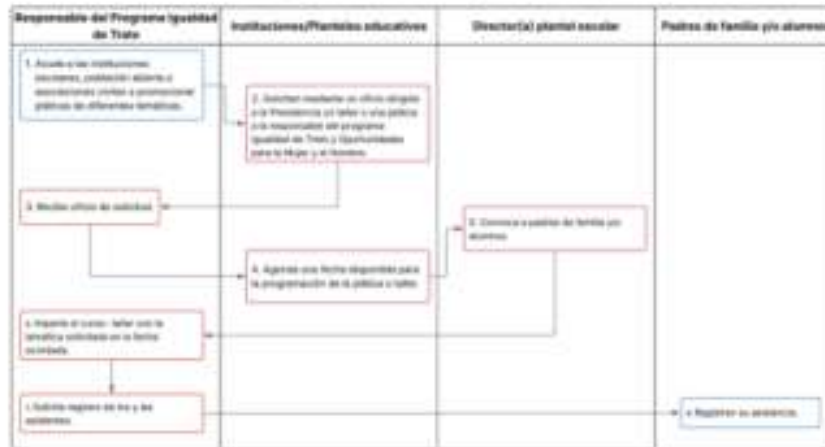 Responsable del Programa Igualdad
de Trato
Instituciones/Planteles educativos
Director(a) plantel escolar
Padres de familia y/o alumnos
1. Acude a las instituciones
escolares, población abierta o
asociaciones civiles a promocionar
pláticas de diferentes temáticas.
2. Solicitan mediante un oficio dirigido
a la Presidencia un taller o una plática
a la responsable del programa
Igualdad de Trato y Oportunidades
para la Mujer y el Hombre.
3. Recibe oficio de solicitud.
5. Convoca a padres de familia y/o
alumnos.
4. Agenda una fecha disponible para
la programación de la plática o taller.
Imparte el curso- taller con la
temática solicitada en la fecha
acordada.
Solicita registro de los y las
asistentes.
Registran su asistencia.